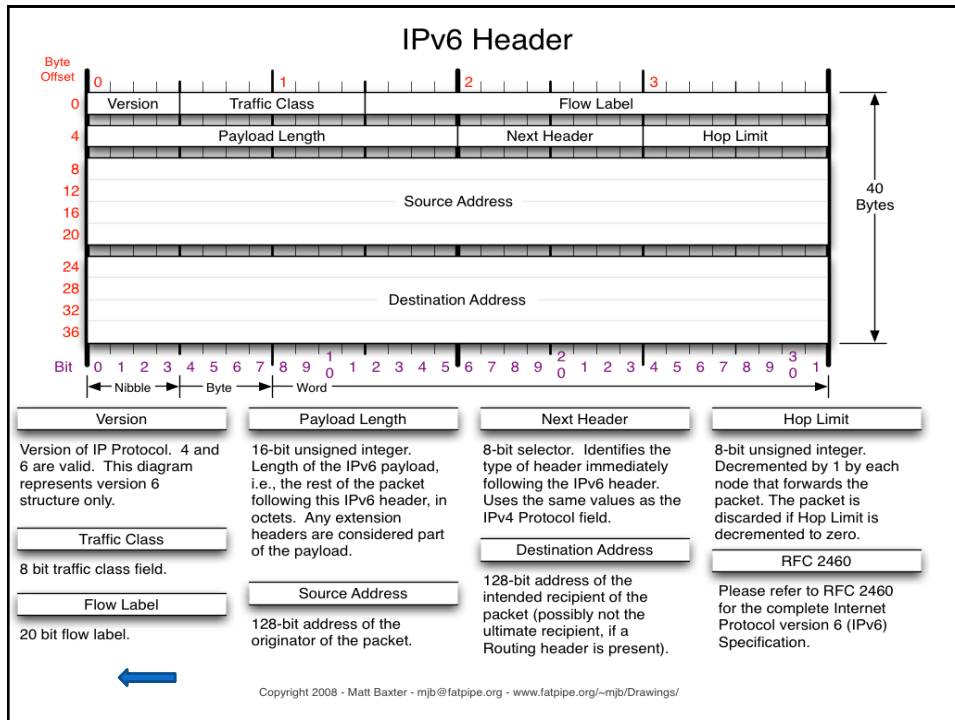 IPv6 Header
Byte
Offset
0 1 2 3
0 Version Traffic Class Flow Label
4 Payload Length Next Header Hop Limit
8
12
16
20
Source Address
24
28
32
36
Destination Address
40
Bytes
Bit 0 1 2 3 4 5 6 7 8 9 10 1 2 3 4 5 6 7 8 9 20 1 2 3 4 5 6 7 8 9 30 1
Nibble Byte Word
Version
Version of IP Protocol. 4 and
6 are valid. This diagram
represents version 6
structure only.
Traffic Class
8 bit traffic class field.
Flow Label
20 bit flow label.
Payload Length
16-bit unsigned integer.
Length of the IPv6 payload,
i.e., the rest of the packet
following this IPv6 header, in
octets. Any extension
headers are considered part
of the payload.
Source Address
128-bit address of the
originator of the packet.
Next Header
8-bit selector. Identifies the
type of header immediately
following the IPv6 header.
Uses the same values as the
IPv4 Protocol field.
Destination Address
128-bit address of the
intended recipient of the
packet (possibly not the
ultimate recipient, if a
Routing header is present).
Hop Limit
8-bit unsigned integer.
Decremented by 1 by each
node that forwards the
packet. The packet is
discarded if Hop Limit is
decremented to zero.
RFC 2460
Please refer to RFC 2460
for the complete Internet
Protocol version 6 (IPv6)
Specification.
Copyright 2008 - Matt Baxter - mjb@fatpipe.org - www.fatpipe.org/~mjb/Drawings/